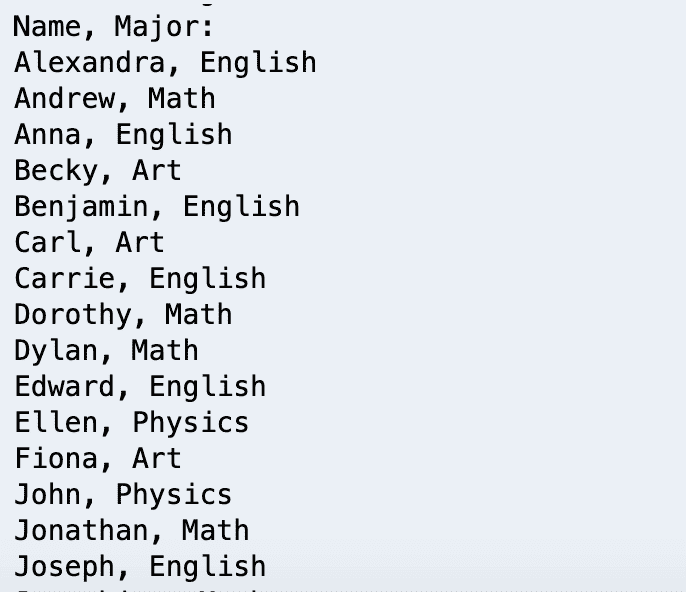 Name, Major:
Alexandra, English
Andrew, Math
Anna, English
Becky, Art
Benjamin, English
Carl, Art
Carrie, English
Dorothy, Math
Dylan, Math
Edward, English
Ellen, Physics
Fiona, Art
John, Physics
Jonathan, Math
Joseph, English